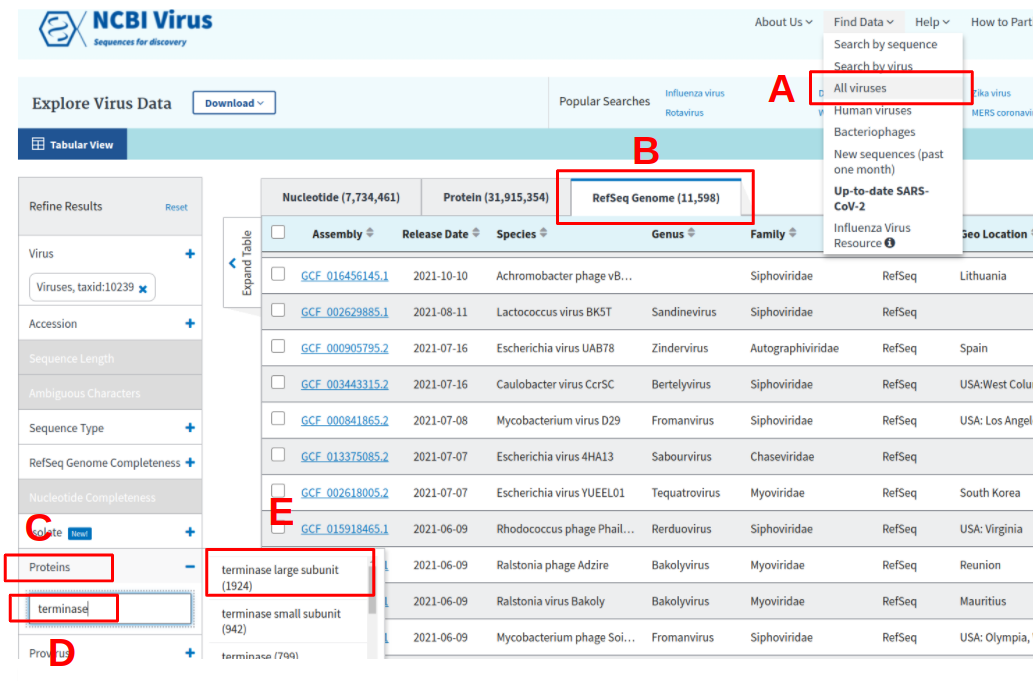 NCBI Virus
Sequences for discovery
About Us
Find Data
Help
How to Part
Search by sequence
Search by virus
All viruses
Human viruses
Bacteriophages
New sequences (past
one month)
Up-to-date SARS-
CoV-2
Influenza Virus
Resource
A
Explore Virus Data
Download
Popular Searches
Influenza virus
Rotavirus
D
W
Zika virus
MERS coronavi
Tabular View
B
Refine Results
Reset
Virus
Viruses, taxid:10239
Accession
Sequence Length
Ambiguous Characters
Sequence Type
RefSeq Genome Completeness
Nucleotide Completeness
C
Isolate New!
Proteins
terminase
D
Provirus
Expand Table
Nucleotide (7,734,461)
Protein (31,915,354)
RefSeq Genome (11,598)
Assembly Release Date Species Genus Family Geo Location
GCF_016456145.1 2021-10-10 Achromobacter phage vB... Siphoviridae RefSeq Lithuania
GCF_002629885.1 2021-08-11 Lactococcus virus BK5T Sandinevirus Siphoviridae RefSeq
GCF_000905795.2 2021-07-16 Escherichia virus UAB78 Zindervirus Autographiviridae RefSeq Spain
GCF_003443315.2 2021-07-16 Caulobacter virus CcrSC Bertelyvirus Siphoviridae RefSeq USA:West Colu
GCF_000841865.2 2021-07-08 Mycobacterium virus D29 Fromanvirus Siphoviridae RefSeq USA: Los Angel
GCF_013375085.2 2021-07-07 Escherichia virus 4HA13 Sabourvirus Chaseviridae RefSeq
GCF_002618005.2 2021-07-07 Escherichia virus YUEEL01 Tequatrovirus Myoviridae RefSeq South Korea
GCF_015918465.1 2021-06-09 Rhodococcus phage Phail... Rerduovirus Siphoviridae RefSeq USA: Virginia
1 2021-06-09 Ralstonia phage Adzire Bakolyvirus Myoviridae RefSeq Reunion
1 2021-06-09 Ralstonia virus Bakoly Bakolyvirus Myoviridae RefSeq Mauritius
1 2021-06-09 Mycobacterium phage Soi... Fromanvirus Siphoviridae RefSeq USA: Olympia,
E
terminase large subunit
(1924)
terminase small subunit
(942)
terminase (799)